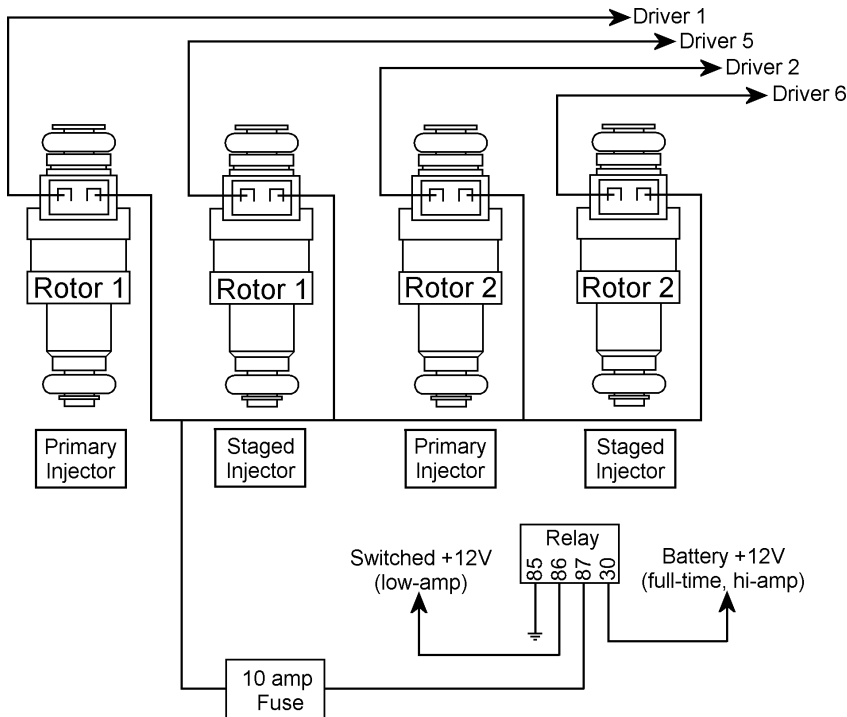 Driver 1
Driver 5
Driver 2
Driver 6
Rotor 1
Rotor 1
Rotor 2
Rotor 2
Primary
Injector
Staged
Injector
Primary
Injector
Staged
Injector
Relay
85
86
87
30
Switched +12V
(low-amp)
Battery +12V
(full-time, hi-amp)
10 amp
Fuse